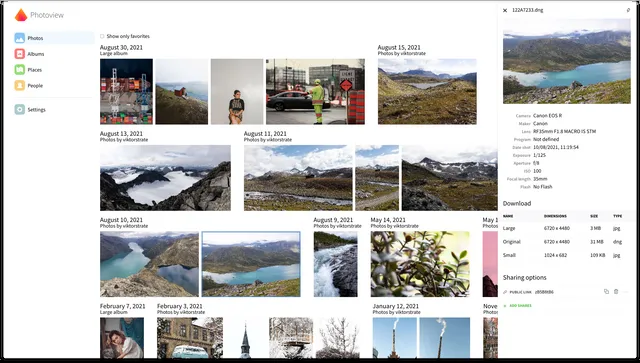 Photoview
Photos
Albums
Places
People
Settings
Show only favorites
August 30, 2021
Large album
August 15, 2021
Photos by viktorstrate
August 13, 2021
Photos by viktorstrate
August 11, 2021
Photos by viktorstrate
August 10, 2021
Photos by viktorstrate
August 9, 2021
Photos by viktorstrate
May 14, 2021
Large album
May 1
Large
February 7, 2021
Large album
February 3, 2021
Photos by viktorstrate
January 12, 2021
Photos by viktorstrate
Nove
Photos
122A7233.dng
Camera Canon EOS R
Maker Canon
Lens RF35mm F1.8 MACRO IS STM
Program Not defined
Date shot 10/08/2021, 11:19:54
Exposure 1/125
Aperture f/8
ISO 100
Focal length 35mm
Flash No Flash
Download
NAME DIMENSIONS SIZE TYPE
Large 6720 x 4480 3 MB jpg
Original 6720 x 4480 31 MB dng
Small 1024 x 682 109 KB jpg
Sharing options
PUBLIC LINK
ADD SHARES